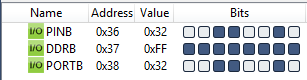 Name Address Value Bits
I/O PINB 0x36 0x32
I/O DDRB 0x37 0xFF
I/O PORTB 0x38 0x32